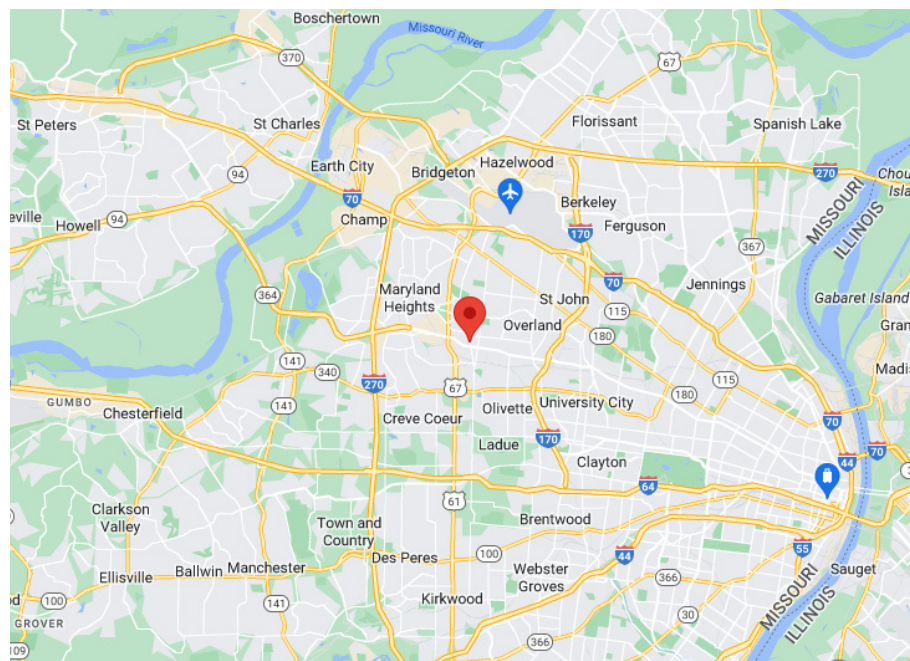 Boschertown
Missouri River
370
67
St Peters
St Charles
Florissant
Spanish Lake
Earth City
Bridgeton
Hazelwood
94
270
MISSOURI
ILLINOIS
70
Berkeley
eville
94
Howell
Champ
170
Ferguson
367
364
Maryland
Heights
70
Jennings
St John
115
Gabaret Island
Overland
180
141
340
270
67
115
180
GUMBO
Chesterfield
141
Creve Coeur
Olivette
University City
Ladue
170
70
44
70
Clayton
64
61
Clarkson
Valley
Town and
Country
Brentwood
55
Des Peres
100
44
Ellisville
Ballwin
Manchester
Webster
Groves
366
Sauget
100
141
Kirkwood
30
MISSOURI
ILLINOIS
GROVER
109
366